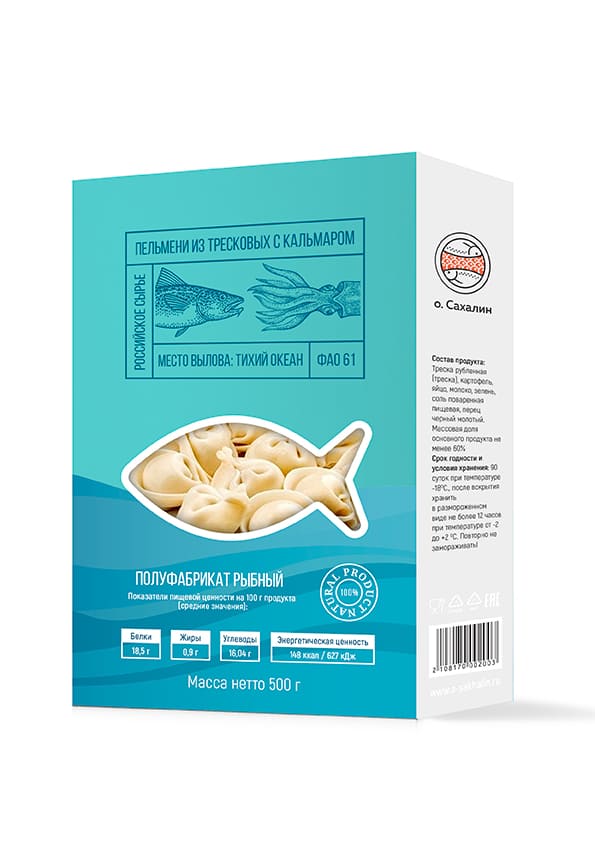 ПЕЛЬМЕНИ ИЗ ТРЕСКОВЫХ С КАЛЬМАРОМ
РОССИЙСКОЕ СЫРЬЕ
МЕСТО ВЫЛОВА: ТИХИЙ ОКЕАН
ФАО 61
ПОЛУФАБРИКАТ РЫБНЫЙ
Показатели пищевой ценности на 100 г продукта
(средние значения):
NATURAL PRODUCT
100%
Белки
18,5 г
Жиры
0,9 г
Углеводы
16,04 г
Энергетическая ценность
148 ккал / 627 кДж
Масса нетто 500 г
о. Сахалин
Состав продукта:
Треска рубленная
(треска), картофель,
яйцо, молоко, зелень,
соль поваренная
пищевая, перец
черный молотый.
Массовая доля
основного продукта не
менее 60%
Срок годности и
условия хранения: 90
суток при температуре
-18°С, после вскрытия
хранить
в размороженном
виде не более 12 часов
при температуре от -2
до +2 °С. Повторно не
замораживать!
ЕАС
2 108170 002003
www.o-sakhalin.ru